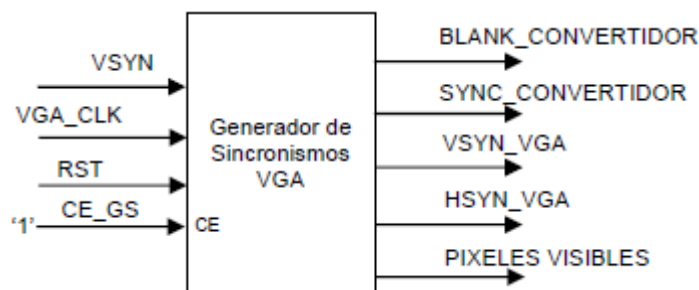 VSYN
VGA_CLK
RST
CE_GS
'1'
CE
Generador de
Sincronismos
VGA
BLANK_CONVERTIDOR
SYNC_CONVERTIDOR
VSYN_VGA
HSYN_VGA
PIXELES VISIBLES